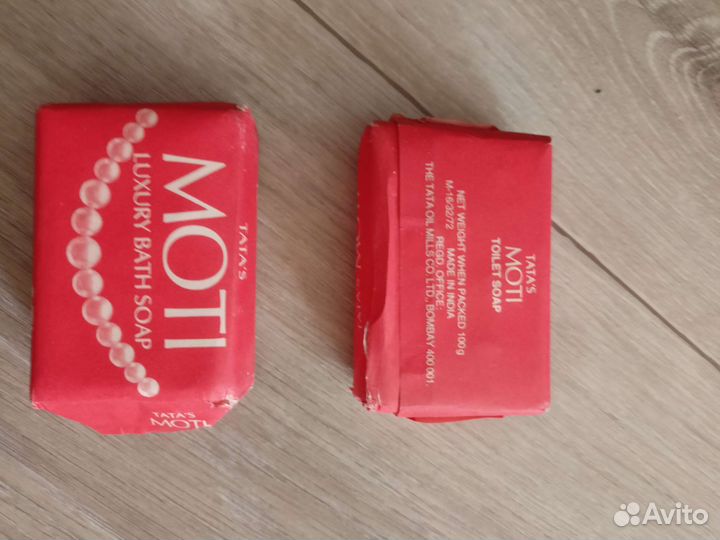 TATA'S
MOTI
LUXURY BATH SOAP
TATA'S
MOTI
TATA'S
MOTI
TOILET SOAP
NET WEIGHT WHEN PACKED 100g
M-16/32/72
MADE IN INDIA
REGD. OFFICE:
THE TATA OIL MILLS CO. LTD., BOMBAY 400 001.
Avito